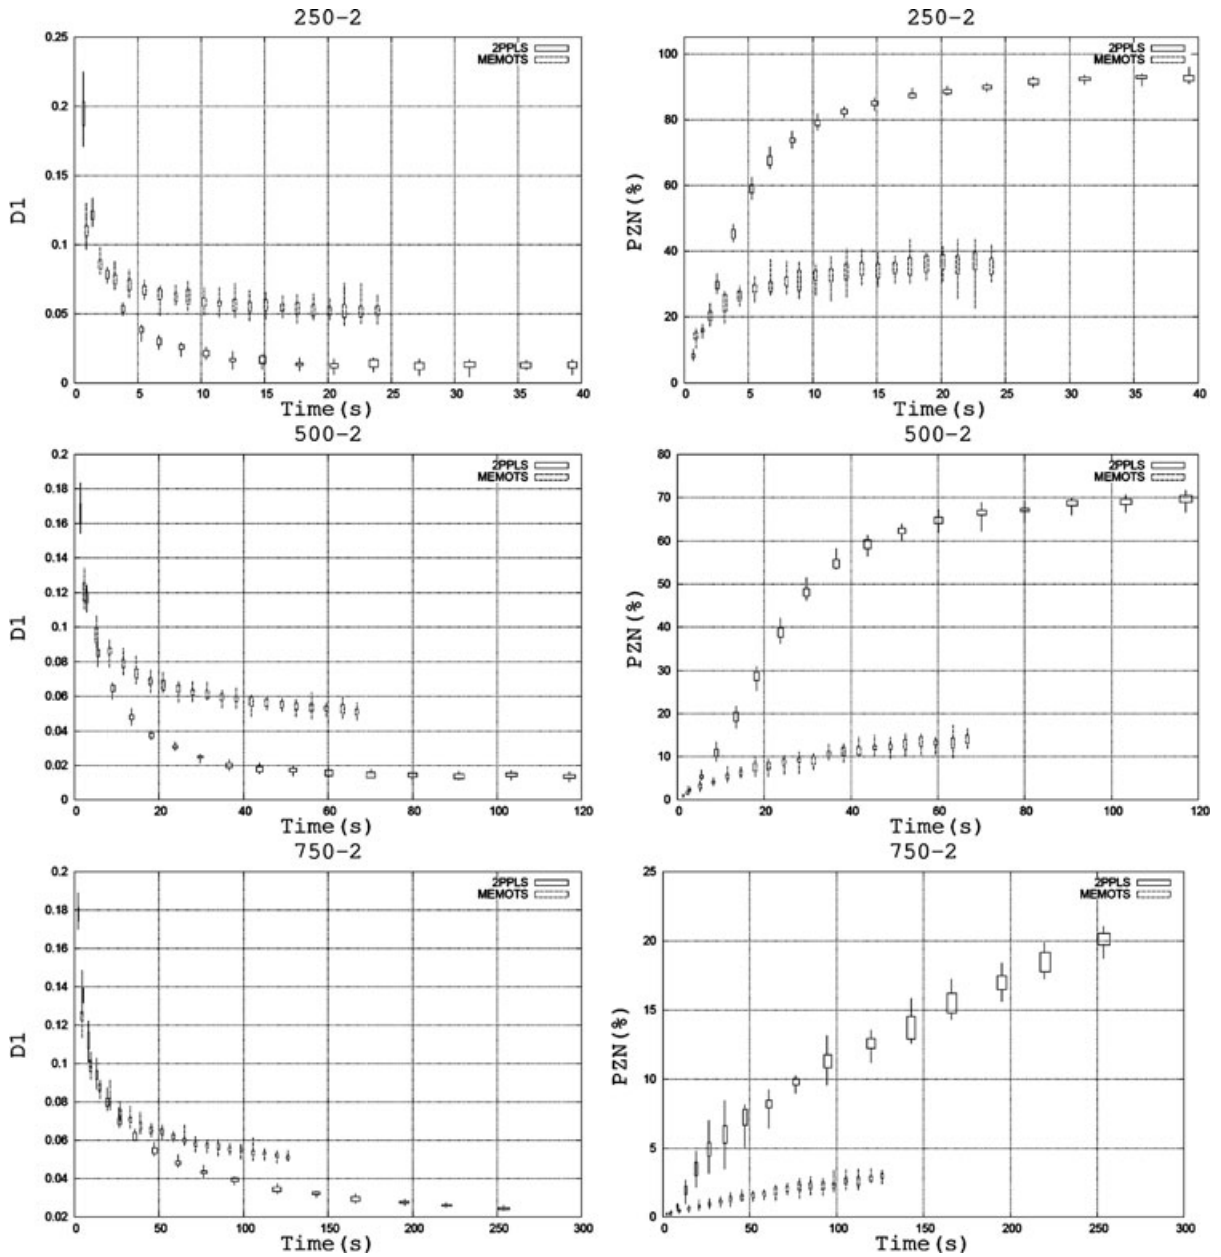 250-2
0.25
0.2
0.15
0.1
0.05
0
D1
2PPLS
MEMOTS
0 5 10 15 20 25 30 35 40
Time(s)
250-2
100
80
60
40
20
0
PZN(%)
2PPLS
MEMOTS
0 5 10 15 20 25 30 35 40
Time(s)
500-2
0.2
0.18
0.16
0.14
0.12
0.1
0.08
0.06
0.04
0.02
0
D1
2PPLS
MEMOTS
0 20 40 60 80 100 120
Time(s)
500-2
80
70
60
50
40
30
20
10
0
PZN(%)
2PPLS
MEMOTS
0 20 40 60 80 100 120
Time(s)
750-2
0.2
0.18
0.16
0.14
0.12
0.1
0.08
0.06
0.04
0.02
D1
2PPLS
MEMOTS
0 50 100 150 200 250 300
Time(s)
750-2
25
20
15
10
5
0
PZN(%)
2PPLS
MEMOTS
0 50 100 150 200 250 300
Time(s)